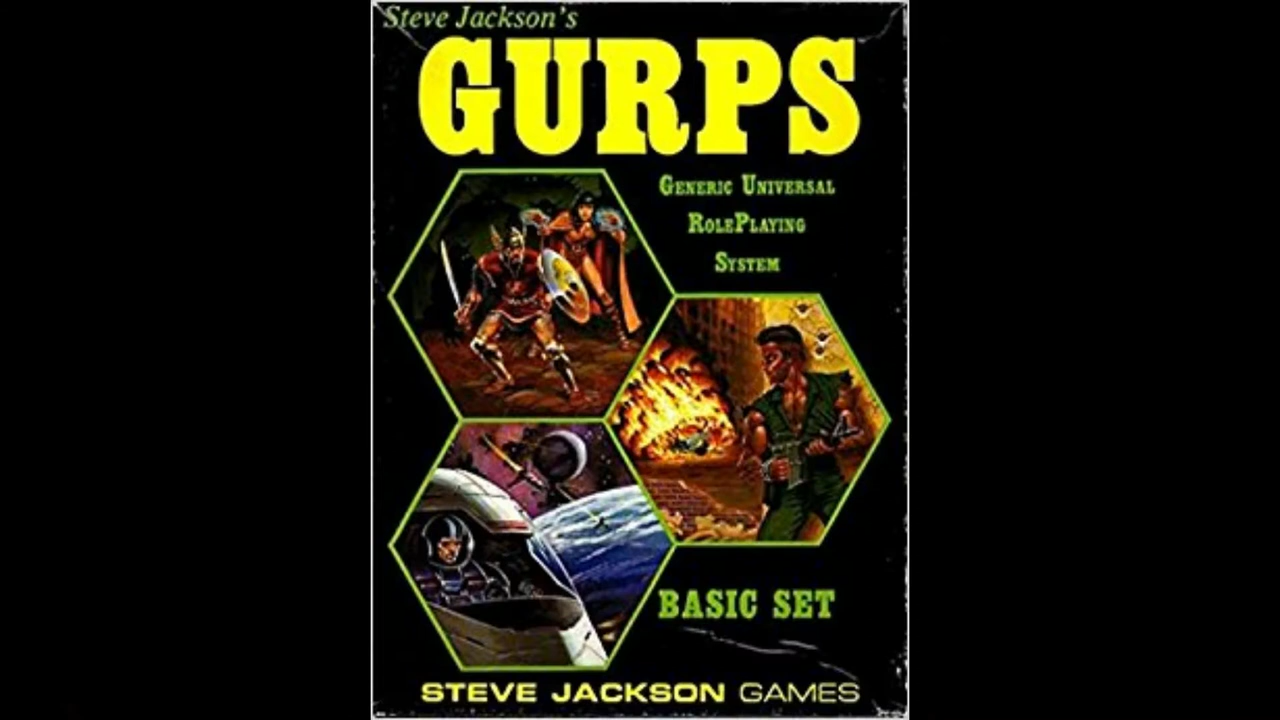 Steve Jackson's
GURPS
GENERIC UNIVERSAL
ROLEPLAYING
SYSTEM
BASIC SET
STEVE JACKSON GAMES